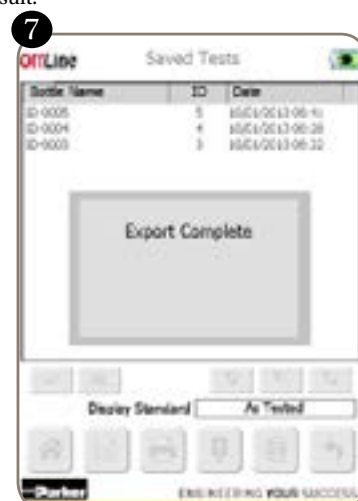 sult.
7
OffLine Saved Tests
Bottle Name ID Date
ID-0005 5
ID-0004 4
ID-0003 3
Export Complete
Display Standard As Tested
Parker ENGINEERING YOUR SUCCESS.